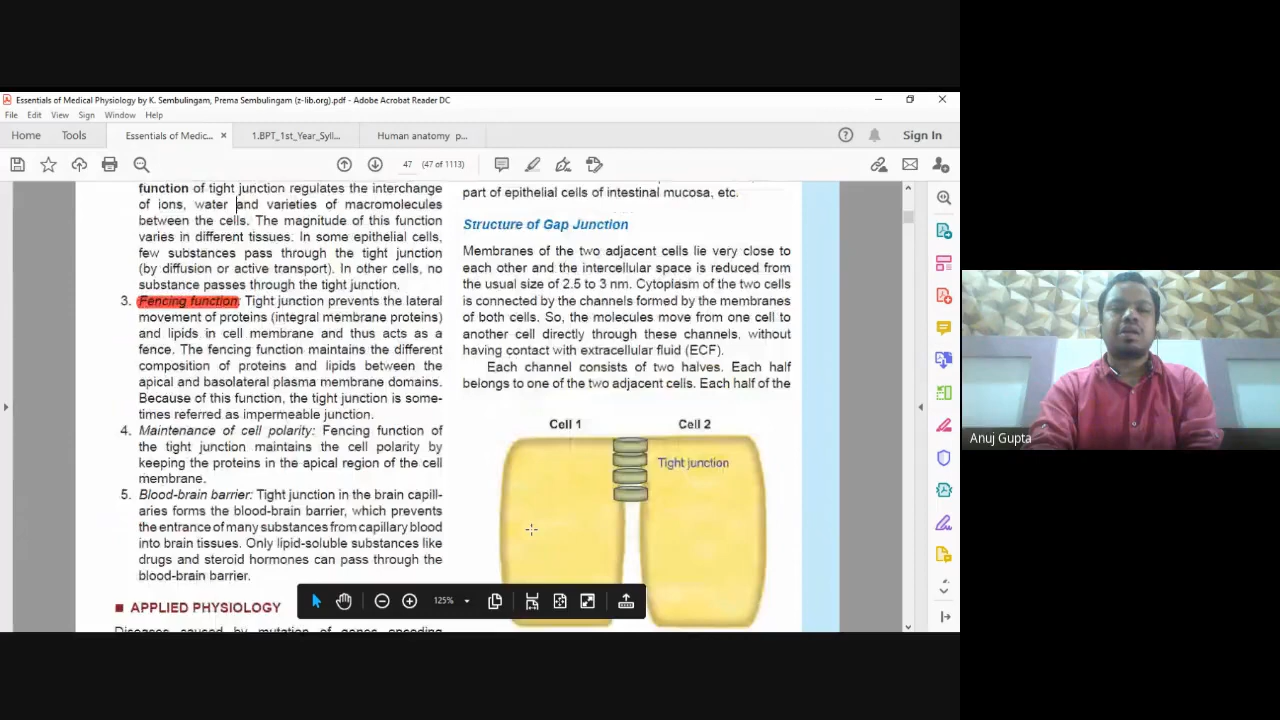 Essentials of Medical Physiology by K. Sembulingam, Prema Sembulingam (z-lib.org).pdf - Adobe Acrobat Reader DC
File Edit View Sign Window Help
Home Tools Essentials of Medic... × 1.BPT_1st_Year_Syll... Human anatomy p... Sign In
47 (47 of 1113)
function of tight junction regulates the interchange
of ions, water and varieties of macromolecules
between the cells. The magnitude of this function
varies in different tissues. In some epithelial cells,
few substances pass through the tight junction
(by diffusion or active transport). In other cells, no
substance passes through the tight junction.
3. Fencing function: Tight junction prevents the lateral
movement of proteins (integral membrane proteins)
and lipids in cell membrane and thus acts as a
fence. The fencing function maintains the different
composition of proteins and lipids between the
apical and basolateral plasma membrane domains.
Because of this function, the tight junction is some-
times referred as impermeable junction.
4. Maintenance of cell polarity: Fencing function of
the tight junction maintains the cell polarity by
keeping the proteins in the apical region of the cell
membrane.
5. Blood-brain barrier: Tight junction in the brain capill-
aries forms the blood-brain barrier, which prevents
the entrance of many substances from capillary blood
into brain tissues. Only lipid-soluble substances like
drugs and steroid hormones can pass through the
blood-brain barrier.
■ APPLIED PHYSIOLOGY
Diseases caused by mutation of genes encoding
part of epithelial cells of intestinal mucosa, etc.
Structure of Gap Junction
Membranes of the two adjacent cells lie very close to
each other and the intercellular space is reduced from
the usual size of 2.5 to 3 nm. Cytoplasm of the two cells
is connected by the channels formed by the membranes
of both cells. So, the molecules move from one cell to
another cell directly through these channels, without
having contact with extracellular fluid (ECF).
Each channel consists of two halves. Each half
belongs to one of the two adjacent cells. Each half of the
Cell 1 Cell 2
Tight junction
125%
Anuj Gupta